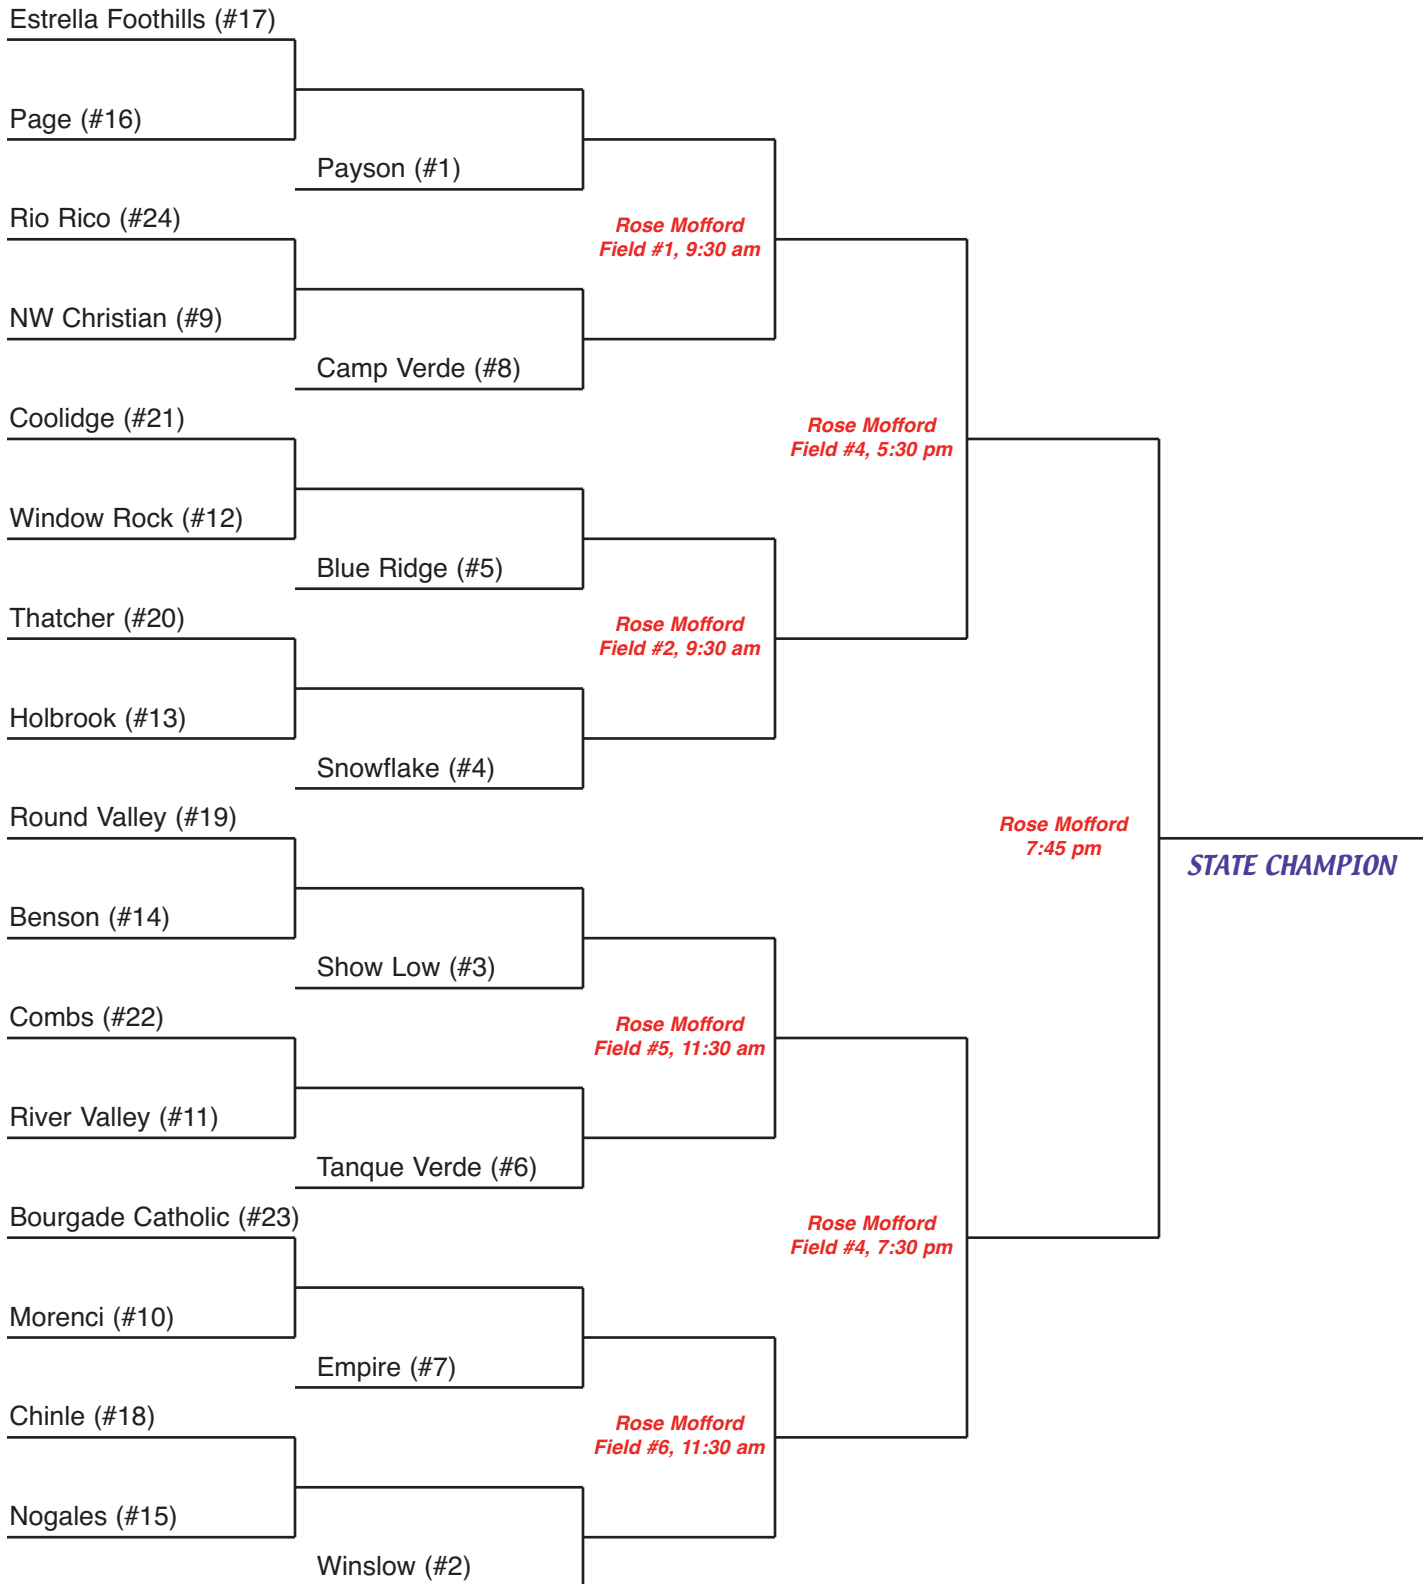 Estrella Foothills (#17)
Page (#16)
Payson (#1)
Rio Rico (#24)
Rose Mofford
Field #1, 9:30 am
NW Christian (#9)
Camp Verde (#8)
Coolidge (#21)
Rose Mofford
Field #4, 5:30 pm
Window Rock (#12)
Blue Ridge (#5)
Thatcher (#20)
Rose Mofford
Field #2, 9:30 am
Holbrook (#13)
Snowflake (#4)
Round Valley (#19)
Rose Mofford
7:45 pm
STATE CHAMPION
Benson (#14)
Show Low (#3)
Combs (#22)
Rose Mofford
Field #5, 11:30 am
River Valley (#11)
Tanque Verde (#6)
Bourgade Catholic (#23)
Rose Mofford
Field #4, 7:30 pm
Morenci (#10)
Empire (#7)
Chinle (#18)
Rose Mofford
Field #6, 11:30 am
Nogales (#15)
Winslow (#2)